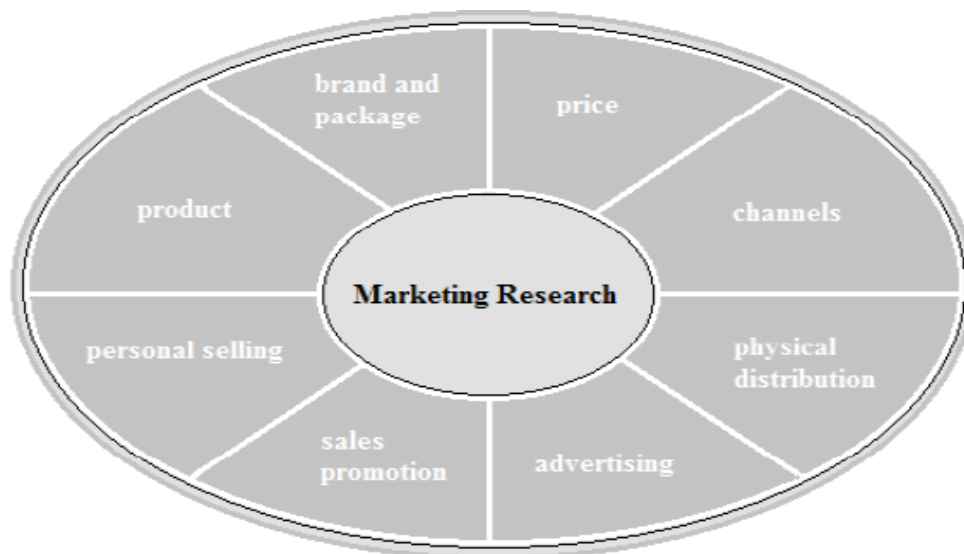 brand and
package
price
product
channels
Marketing Research
personal selling
physical
distribution
sales
promotion
advertising